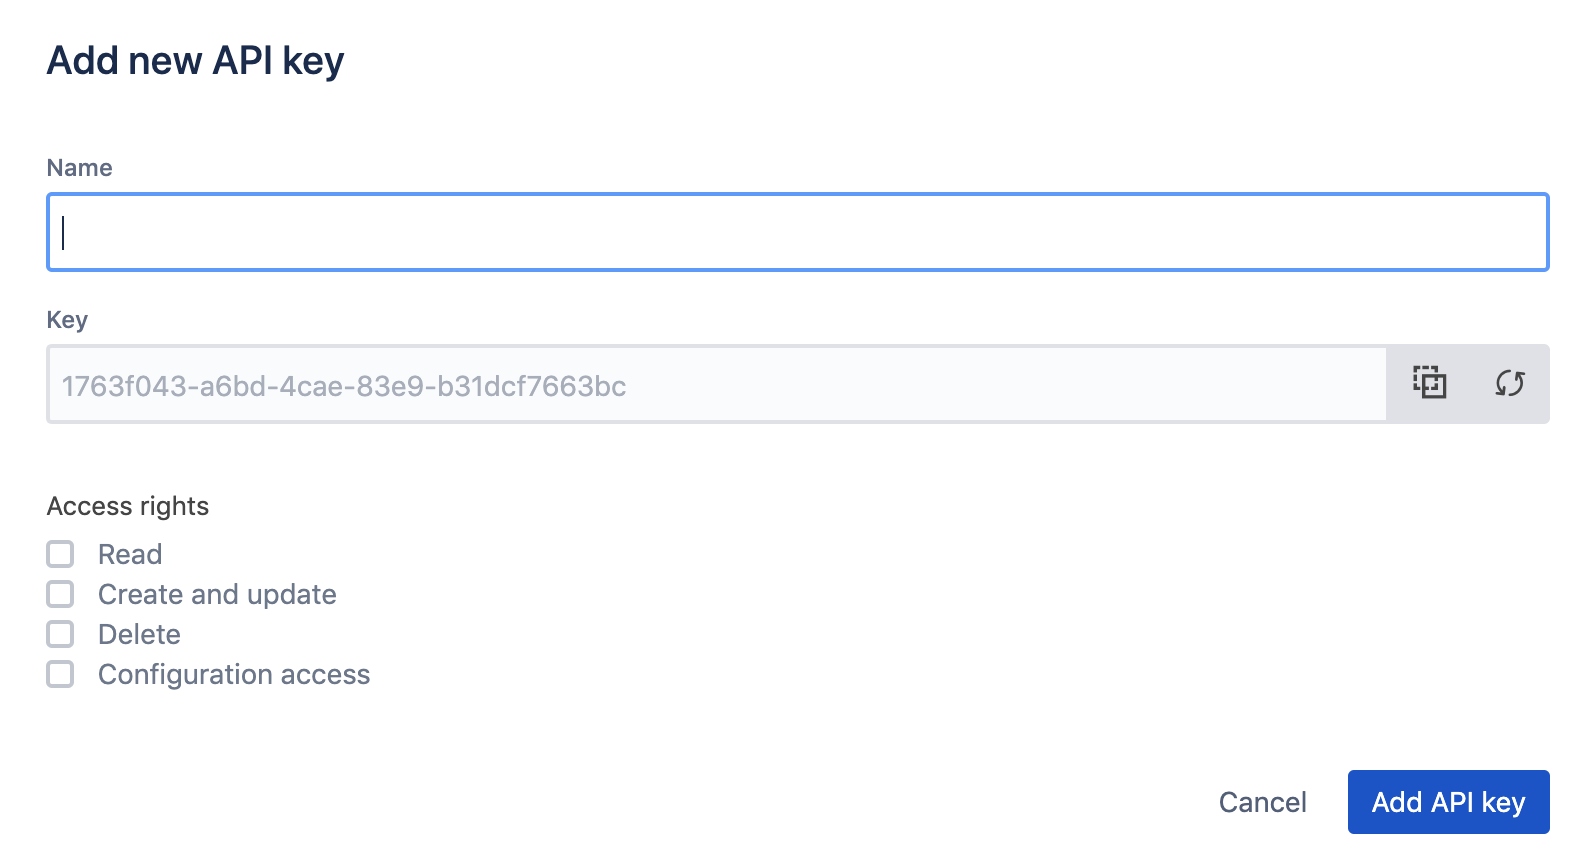 Add new API key
Name
Key
1763f043-a6bd-4cae-83e9-b31dcf7663bc
Access rights
Read
Create and update
Delete
Configuration access
Cancel Add API key